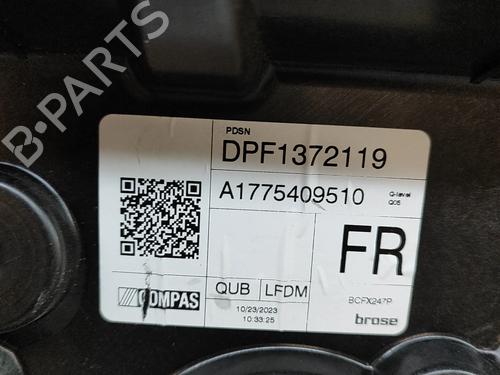 PDSN
DPF1372119
A1775409510
Q-level
Q05
FR
COMPAS
QUB
LFDM
10/23/2023
10:33:25
BCFX247P
brose
B-PARTS